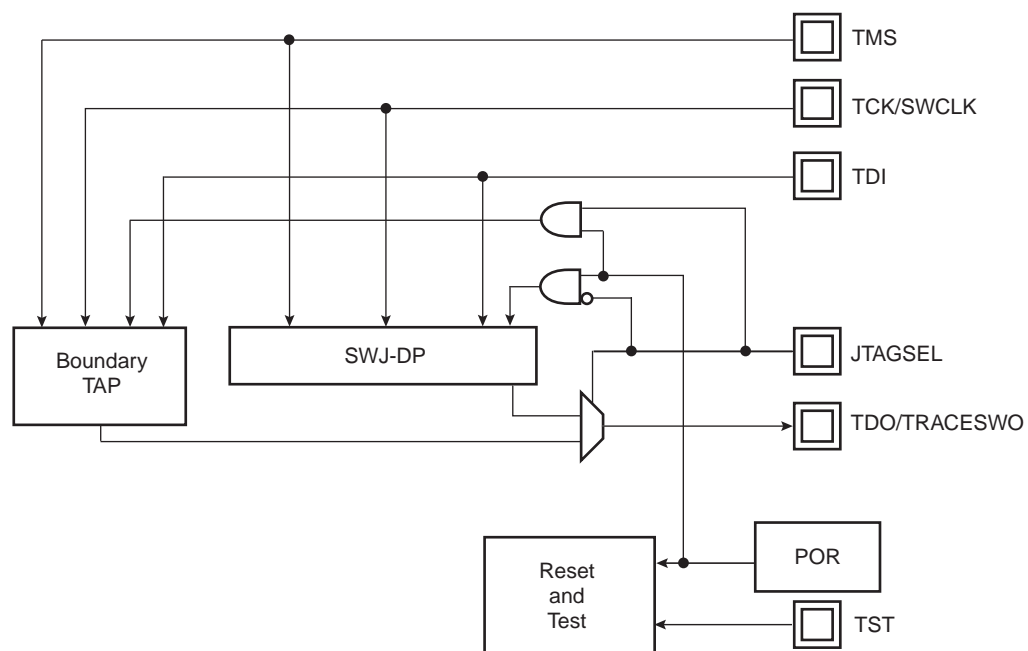 TMS
TCK/SWCLK
TDI
Boundary
TAP
SWJ-DP
JTAGSEL
TDO/TRACESWO
Reset
and
Test
POR
TST